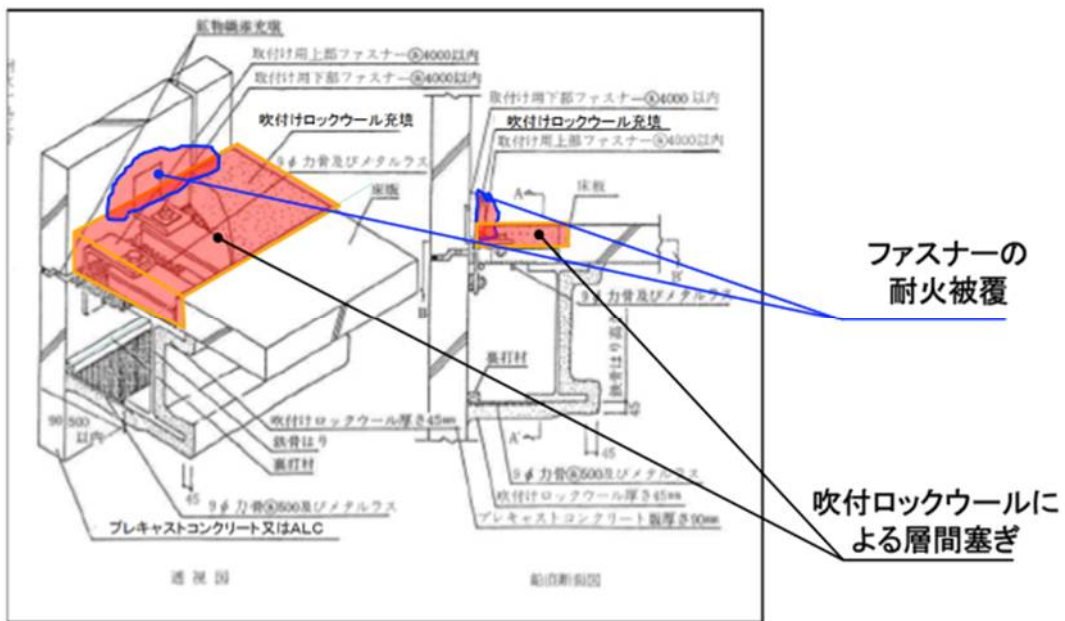 鉱物繊維充填
取付け用上部ファスナー@4000以内
取付け用下部ファスナー@4000以内
吹付けロックウール充填
9φ力骨及びメタルラス
床版
90
300
以内
45
吹付けロックウール厚さ45mm
鉄骨はり
裏打材
9φ力骨@500及びメタルラス
プレキャストコンクリート又はALC
透視図
取付け用下部ファスナー@4000以内
吹付けロックウール充填
取付け用上部ファスナー@4000以内
A
床板
9φ力骨及びメタルラス
裏打材
鉄骨はり高さ
45
A'
45
9φ力骨@500及びメタルラス
吹付けロックウール厚さ45mm
プレキャストコンクリート版厚さ90mm
鉛直断面図
ファスナーの
耐火被覆
吹付ロックウールに
よる層間塞ぎ